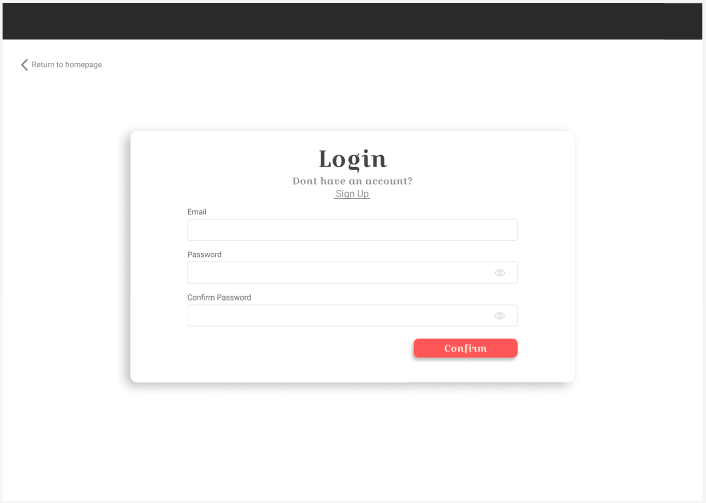 Return to homepage
Login
Dont have an account?
Sign Up
Email
Password
Confirm Password
Confirm